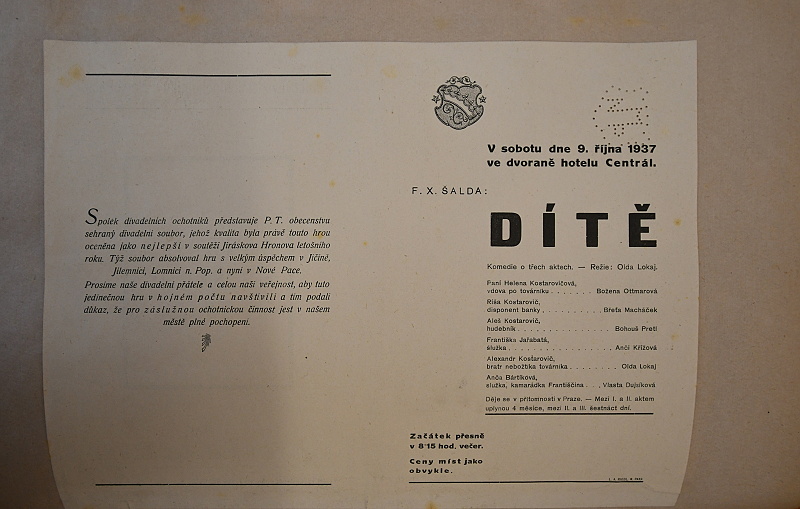 Spolek divadelních ochotníků představuje P. T. obecenstvu
sehraný divadelní soubor, jehož kvalita byla právě touto hrou
oceněna jako nejlepší v soutěži Jiráskova Hronova letošního
roku. Týž soubor absolvoval hru s velkým úspěchem v Jičíně,
Jilemnici, Lomnici n. Pop. a nyní v Nové Pace.
Prosíme naše divadelní přátele a celou naši veřejnost, aby tuto
jedinečnou hru v hojném počtu navštívili a tím podali
důkaz, že pro záslužnou ochotnickou činnost jest v našem
městě plné pochopení.
V sobotu dne 9. října 1937
ve dvoraně hotelu Centrál.
F. X. ŠALDA:
DÍTĚ
Komedie o třech aktech. — Režie: Olda Lokaj.
Paní Helena Kostarovičová,
vdova po továrníku . . . . . . . Božena Ottmarová
Riša Kostarovič,
disponent banky . . . . . . . . . Břeťa Macháček
Aleš Kostarovič,
hudebník . . . . . . . . . . . . . . Bohouš Pretl
Františka Jařabatá,
služka . . . . . . . . . . . . . . . Anči Křížová
Alexandr Kostarovič,
bratr nebožtíka továrníka . . . . . . . . Olda Lokaj
Anča Bártíková,
služka, kamarádka Františčina . . . Vlasta Dujsíková
Děje se v přítomnosti v Praze. — Mezi I. a II. aktem
uplynou 4 měsíce, mezi II. a III. šestnáct dní.
Začátek přesně
v 8·15 hod. večer.
Ceny míst jako
obvykle.